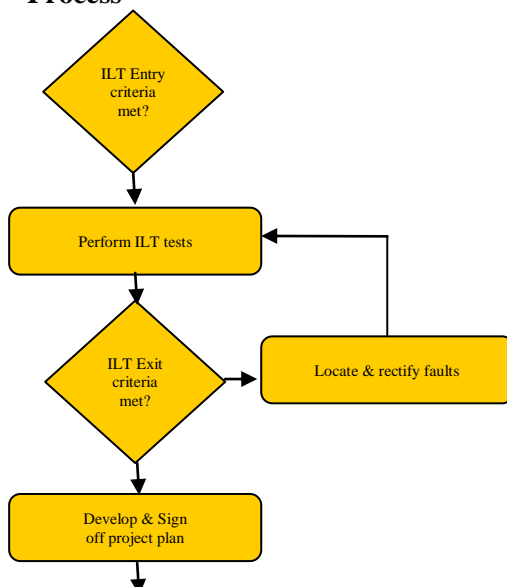 Process
ILT Entry
criteria
met?
Perform ILT tests
ILT Exit
criteria
met?
Locate & rectify faults
Develop & Sign
off project plan